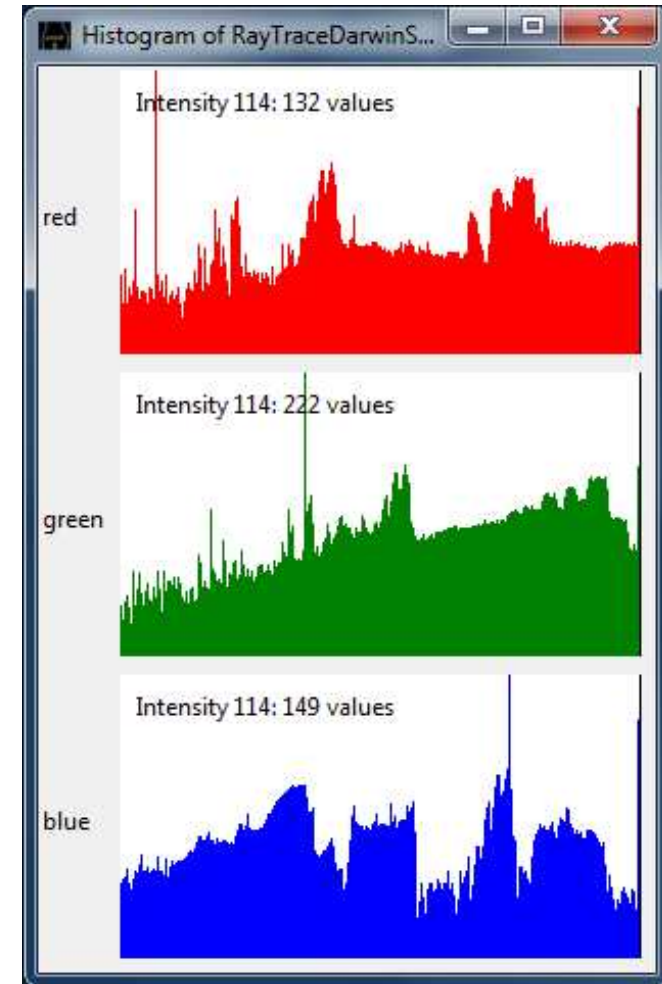 Histogram of RayTraceDarwinS...
Intensity 114: 132 values
red
Intensity 114: 222 values
green
Intensity 114: 149 values
blue